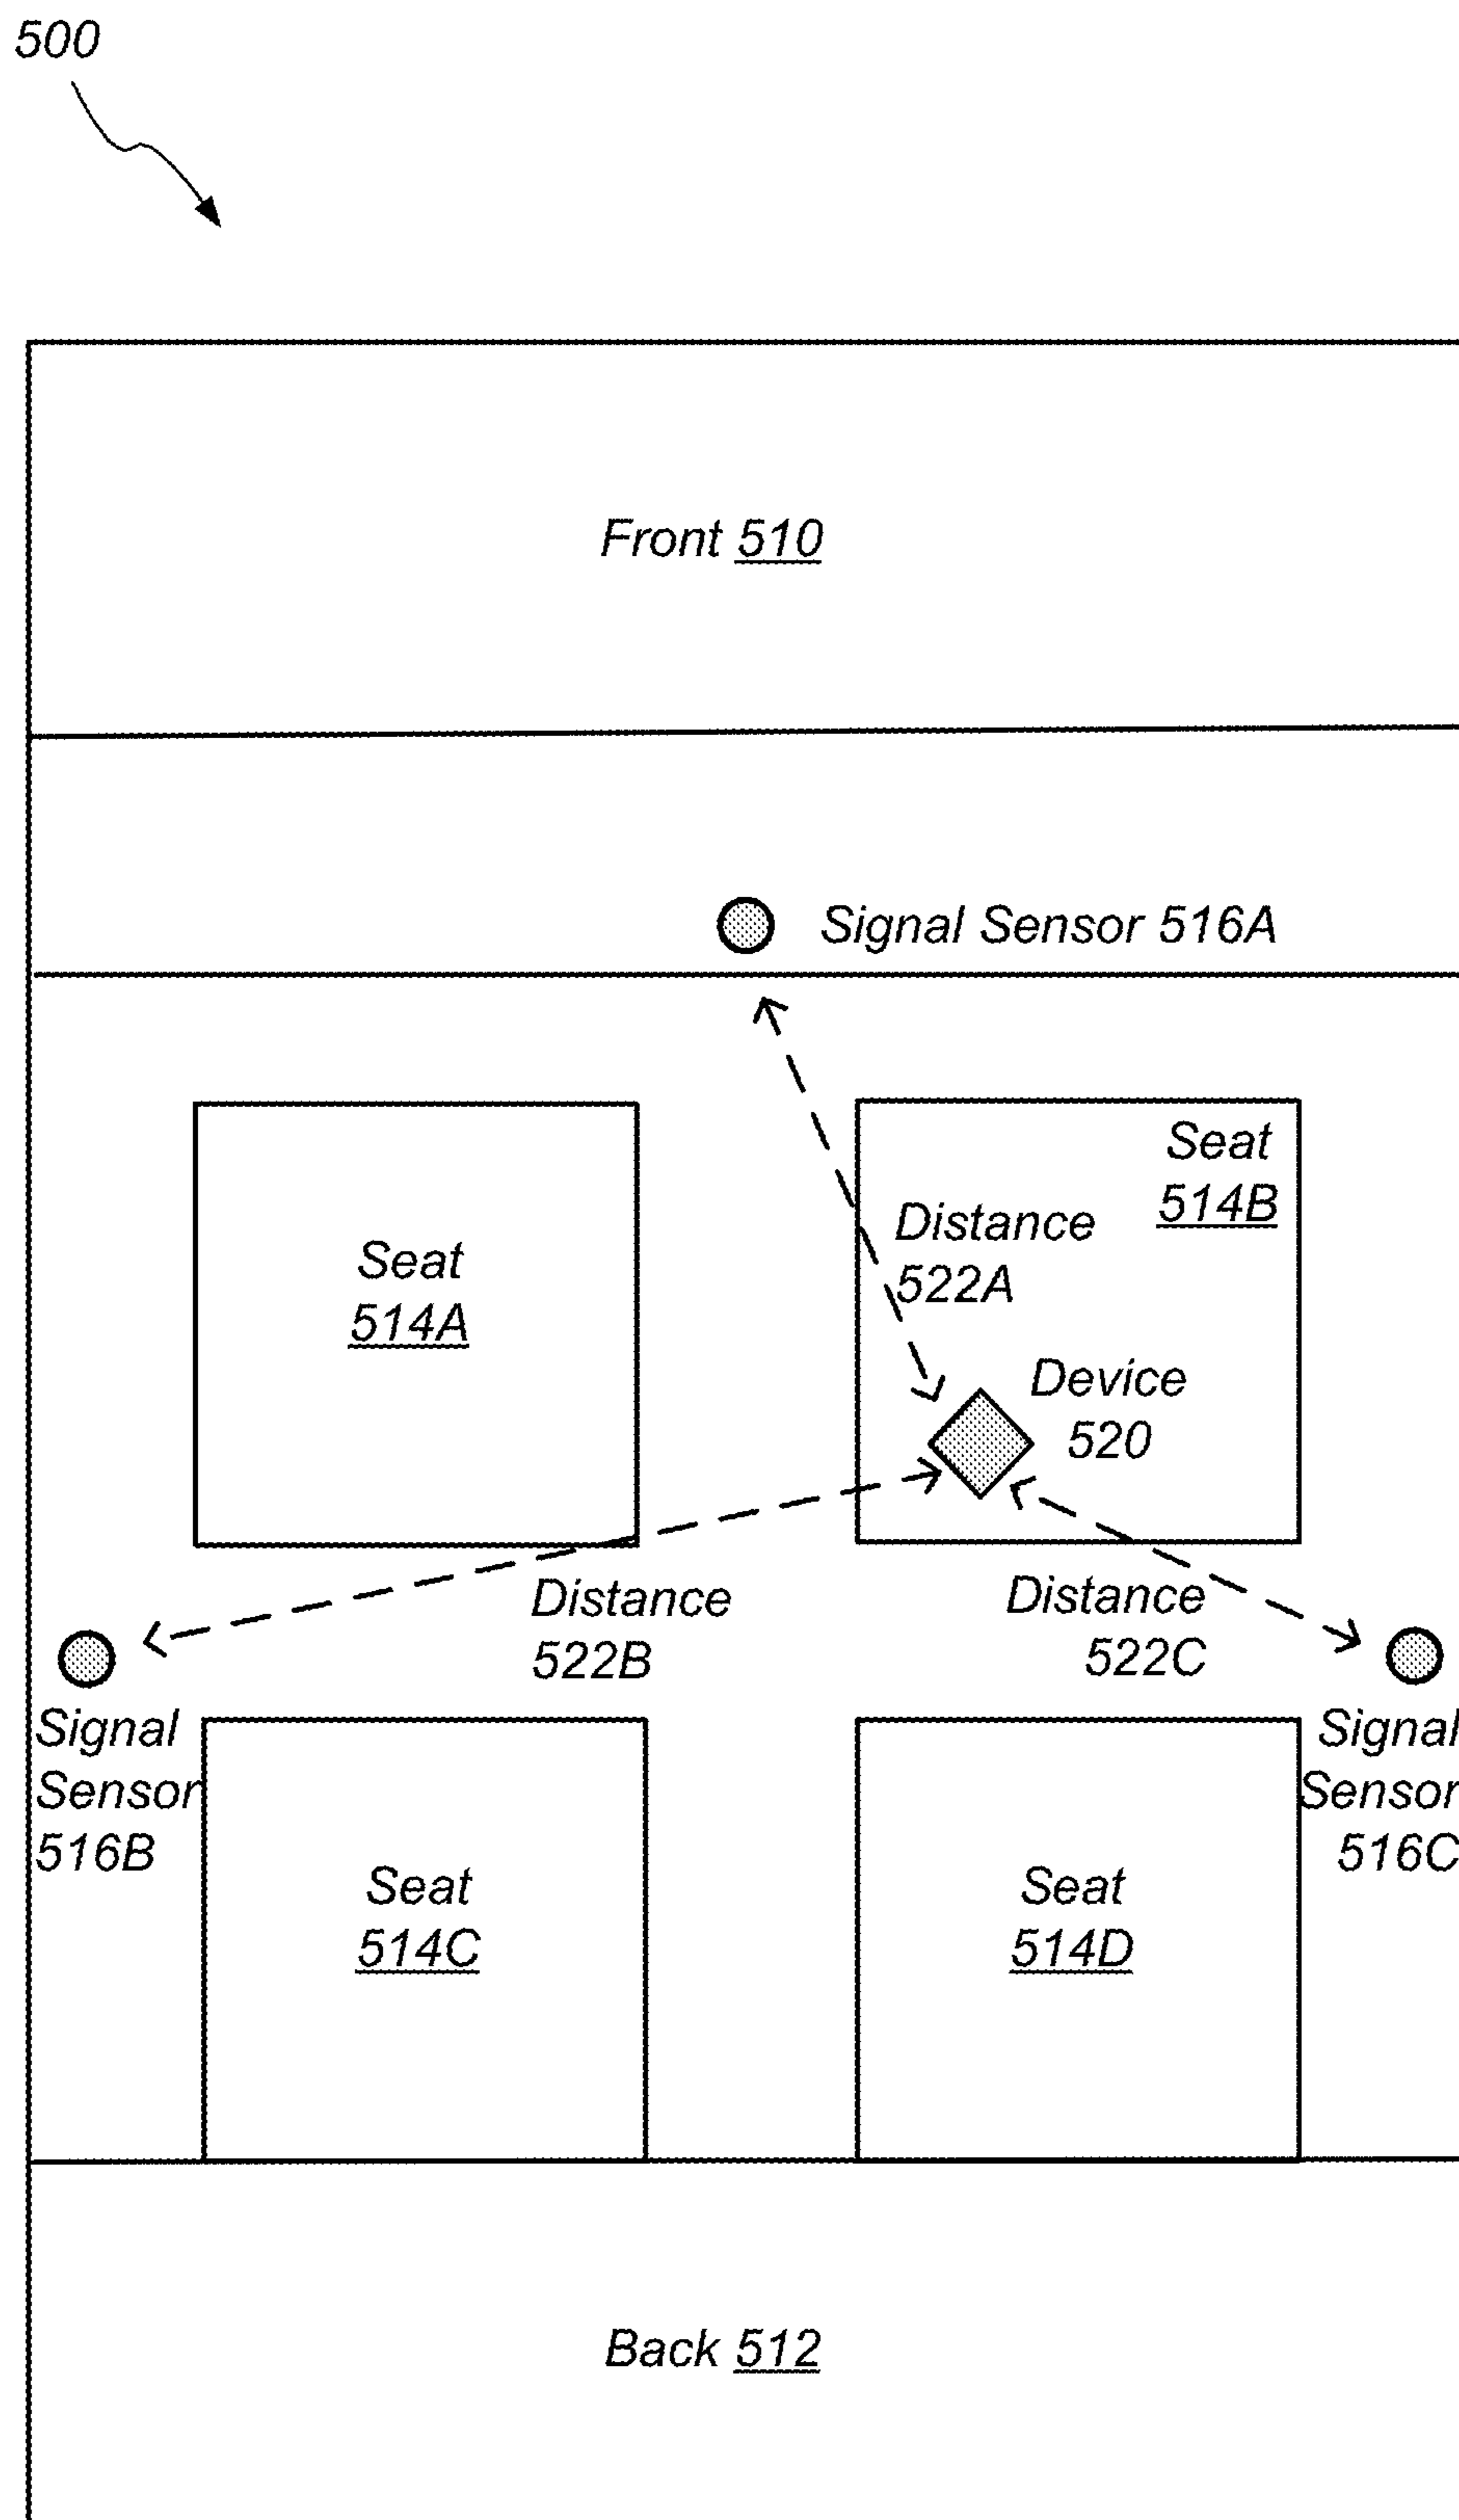 500
Front 510
Signal Sensor 516A
Seat
514B
Distance
522A
Seat
514A
Device
520
Distance
522B
Distance
522C
Signal
Sensor
516B
Signal
Sensor
516C
Seat
514C
Seat
514D
Back 512